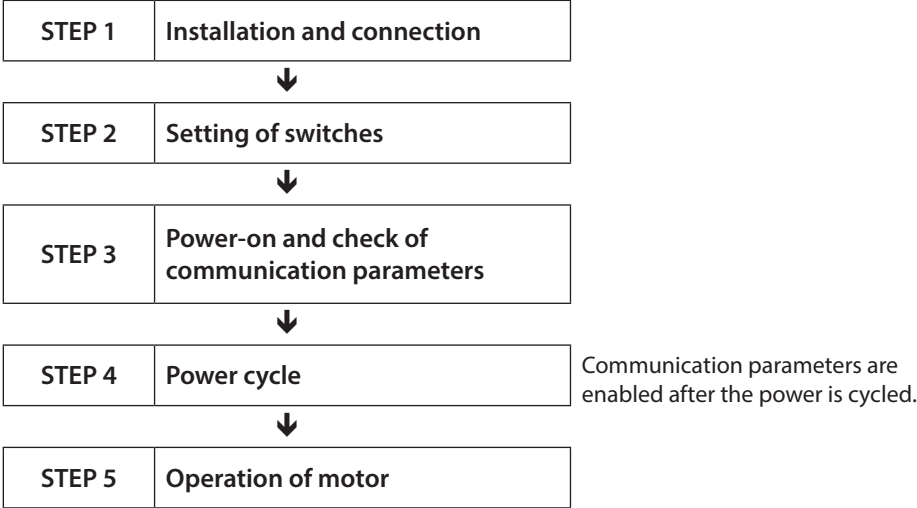 STEP 1 Installation and connection
STEP 2 Setting of switches
STEP 3 Power-on and check of
communication parameters
STEP 4 Power cycle
Communication parameters are
enabled after the power is cycled.
STEP 5 Operation of motor